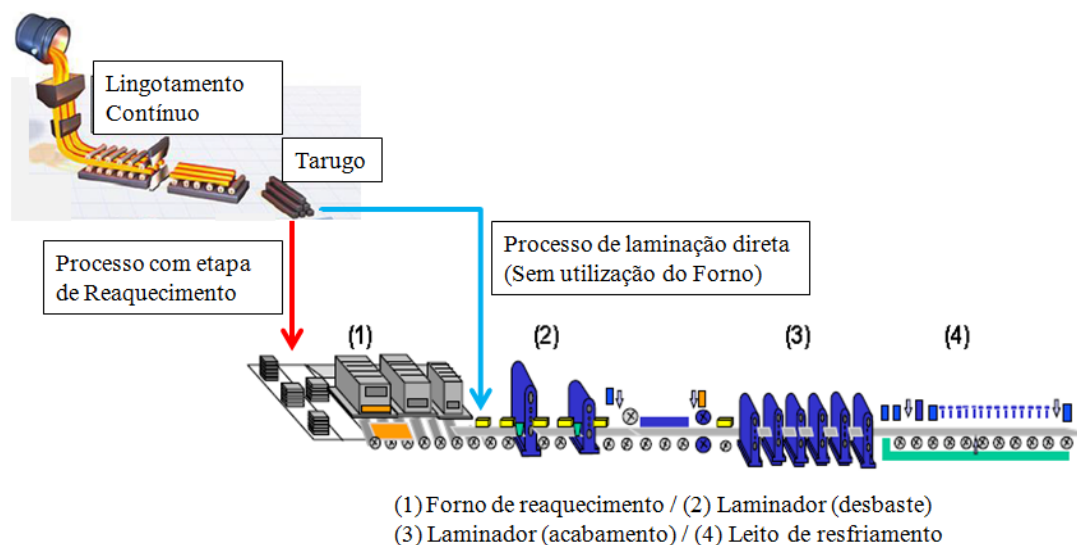 Lingotamento
Contínuo
Tarugo
Processo com etapa
de Reaquecimento
Processo de laminação direta
(Sem utilização do Forno)
(1)
(2)
(3)
(4)
(1) Forno de reaquecimento / (2) Laminador (desbaste)
(3) Laminador (acabamento) / (4) Leito de resfriamento